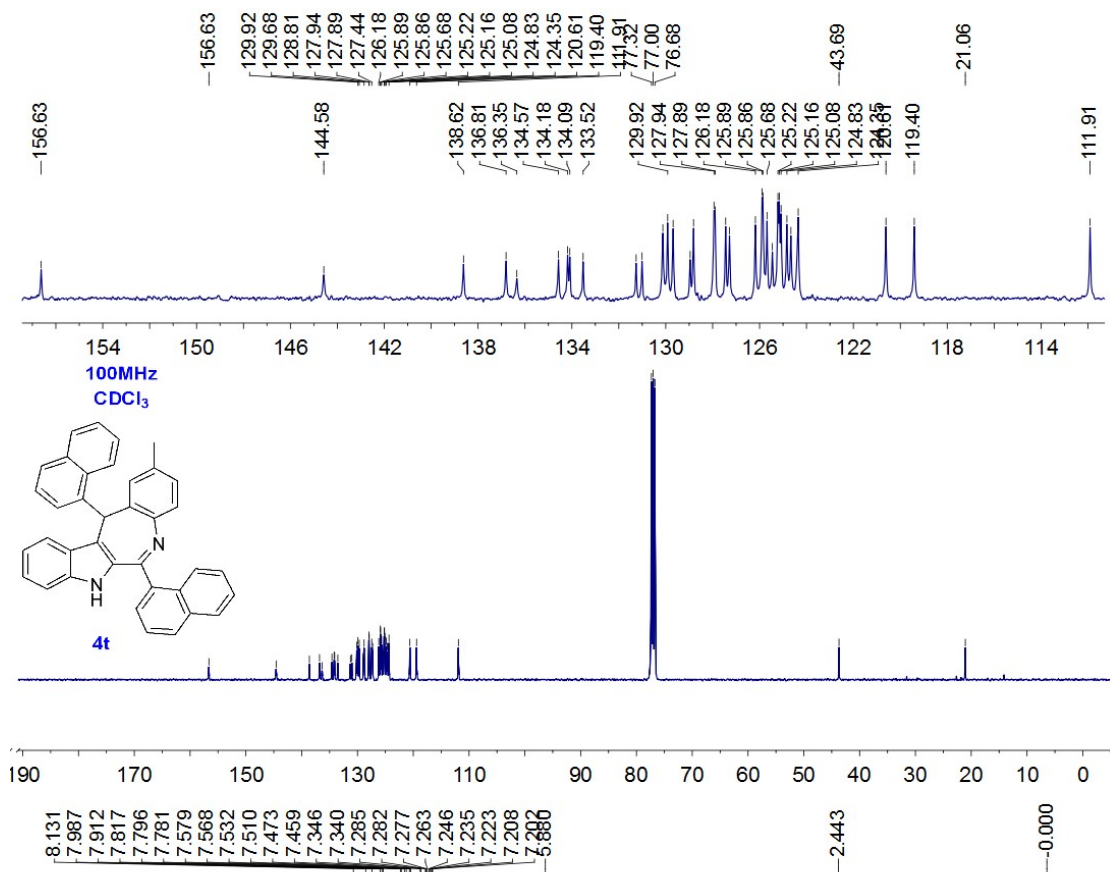 156.63 129.92 129.68 128.81 127.94 127.89 127.44 126.18 125.89 125.86 125.68 125.22 125.16 125.08 124.83 124.35 120.61 119.40 111.91 77.32 77.00 76.68 43.69 21.06
156.63 144.58 138.62 136.81 136.35 134.57 134.18 134.09 133.52 129.92 127.94 127.89 126.18 125.89 125.86 125.68 125.22 125.16 125.08 124.83 124.35 120.61 119.40 111.91
154 150 146 142 138 134 130 126 122 118 114
100MHz
CDCl₃
N
N
H
4t
190 170 150 130 110 90 80 70 60 50 40 30 20 10 0
8.131 7.987 7.912 7.817 7.796 7.781 7.579 7.568 7.532 7.510 7.473 7.459 7.346 7.340 7.285 7.282 7.277 7.263 7.246 7.235 7.223 7.208 7.202 5.880 2.443 -0.000